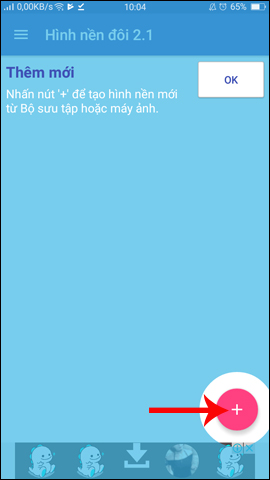 0,00KB/s
10:04
65%
Hình nền đôi 2.1
Thêm mới
OK
Nhấn nút '+' để tạo hình nền mới
từ Bộ sưu tập hoặc máy ảnh.
+